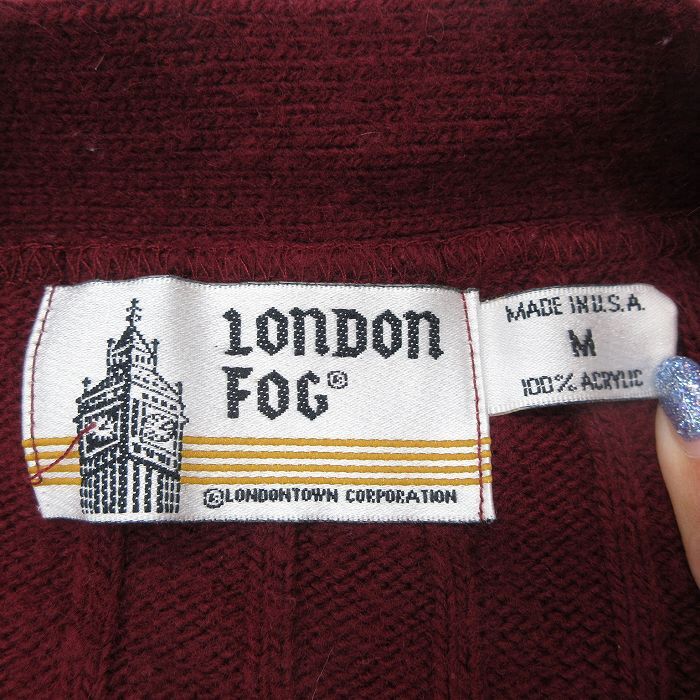 LONDON
FOG®
©LONDONTOWN CORPORATION
MADE IN U.S.A.
M
100% ACRYLIC